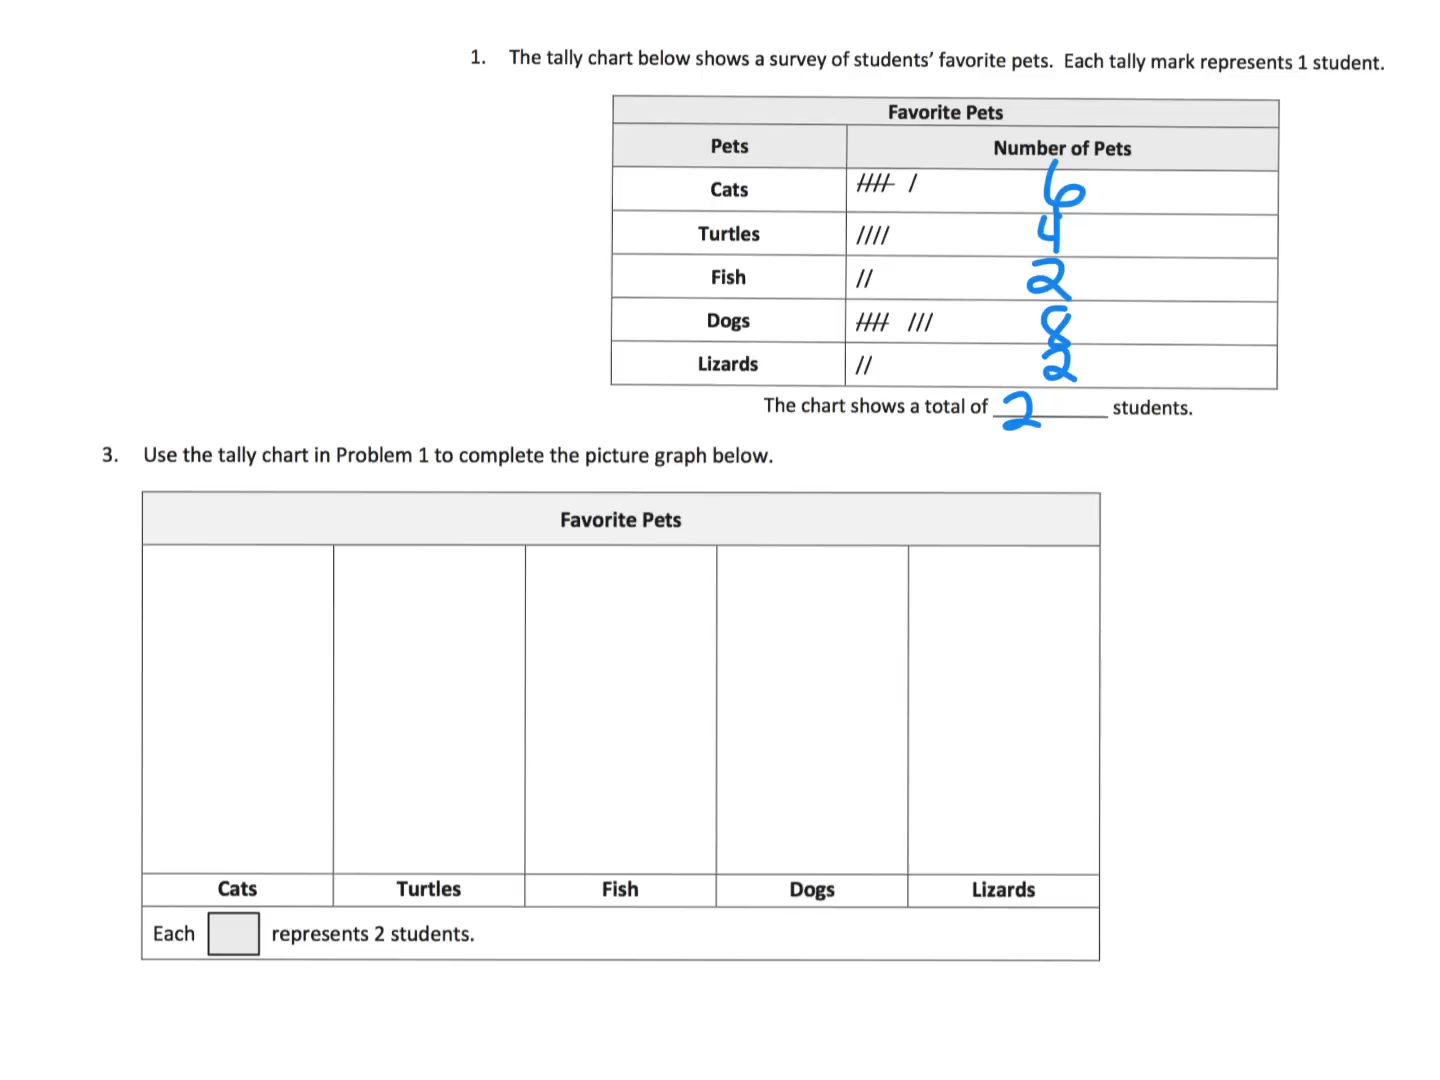 1. The tally chart below shows a survey of students’ favorite pets. Each tally mark represents 1 student.
Favorite Pets
Pets Number of Pets
Cats 6
Turtles 4
Fish 2
Dogs 8
Lizards 2
The chart shows a total of 2 students.
3. Use the tally chart in Problem 1 to complete the picture graph below.
Favorite Pets
Cats Turtles Fish Dogs Lizards
Each represents 2 students.